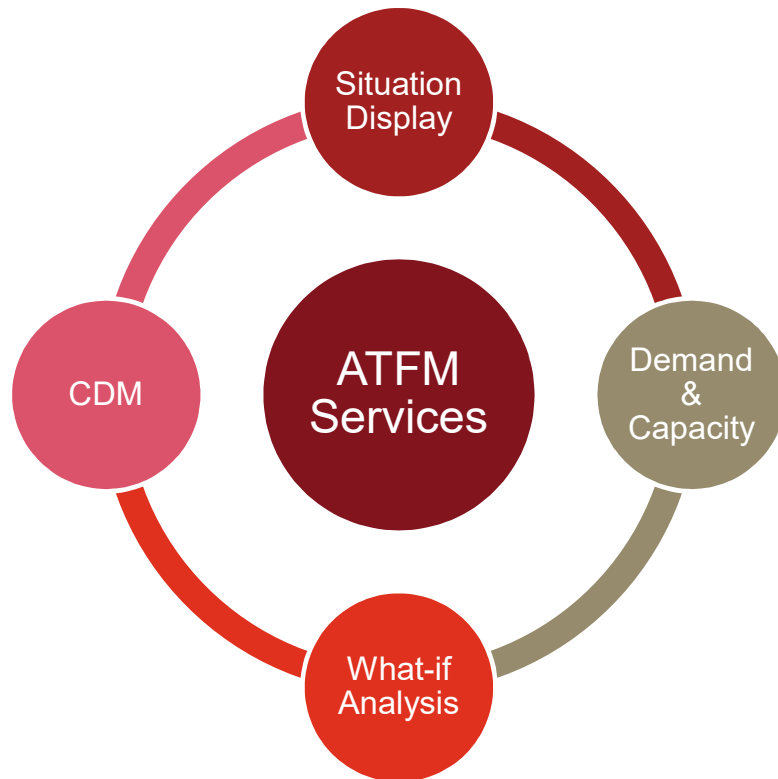 Situation
Display
ATFM
Services
Demand
&
Capacity
What-if
Analysis
CDM